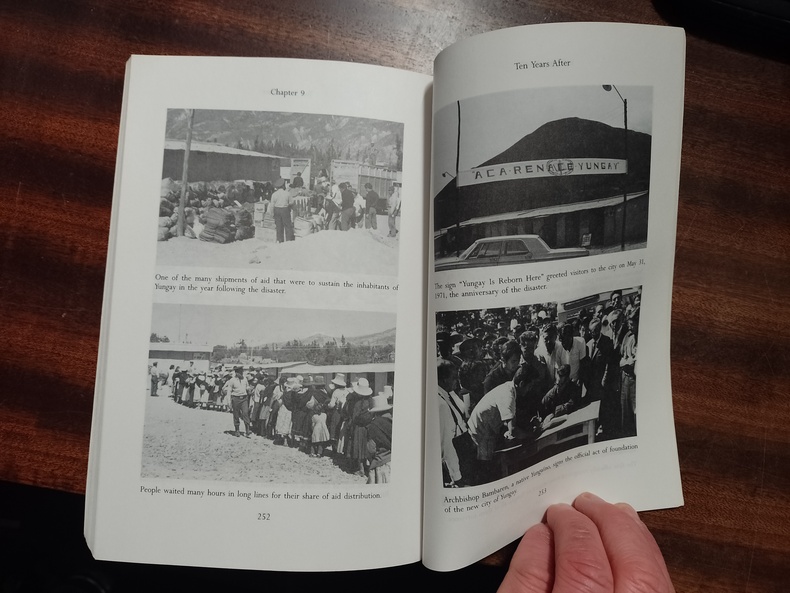 Chapter 9
One of the many shipments of aid that were to sustain the inhabitants of
Yungay in the year following the disaster.
People waited many hours in long lines for their share of aid distribution.
252
Ten Years After
"ACA·RENACE YUNGAY"
The sign "Yungay Is Reborn Here" greeted visitors to the city on May 31,
1971, the anniversary of the disaster.
Archbishop Bambaren, a native Yungaino, signs the official act of foundation
of the new city of Yungay.
253